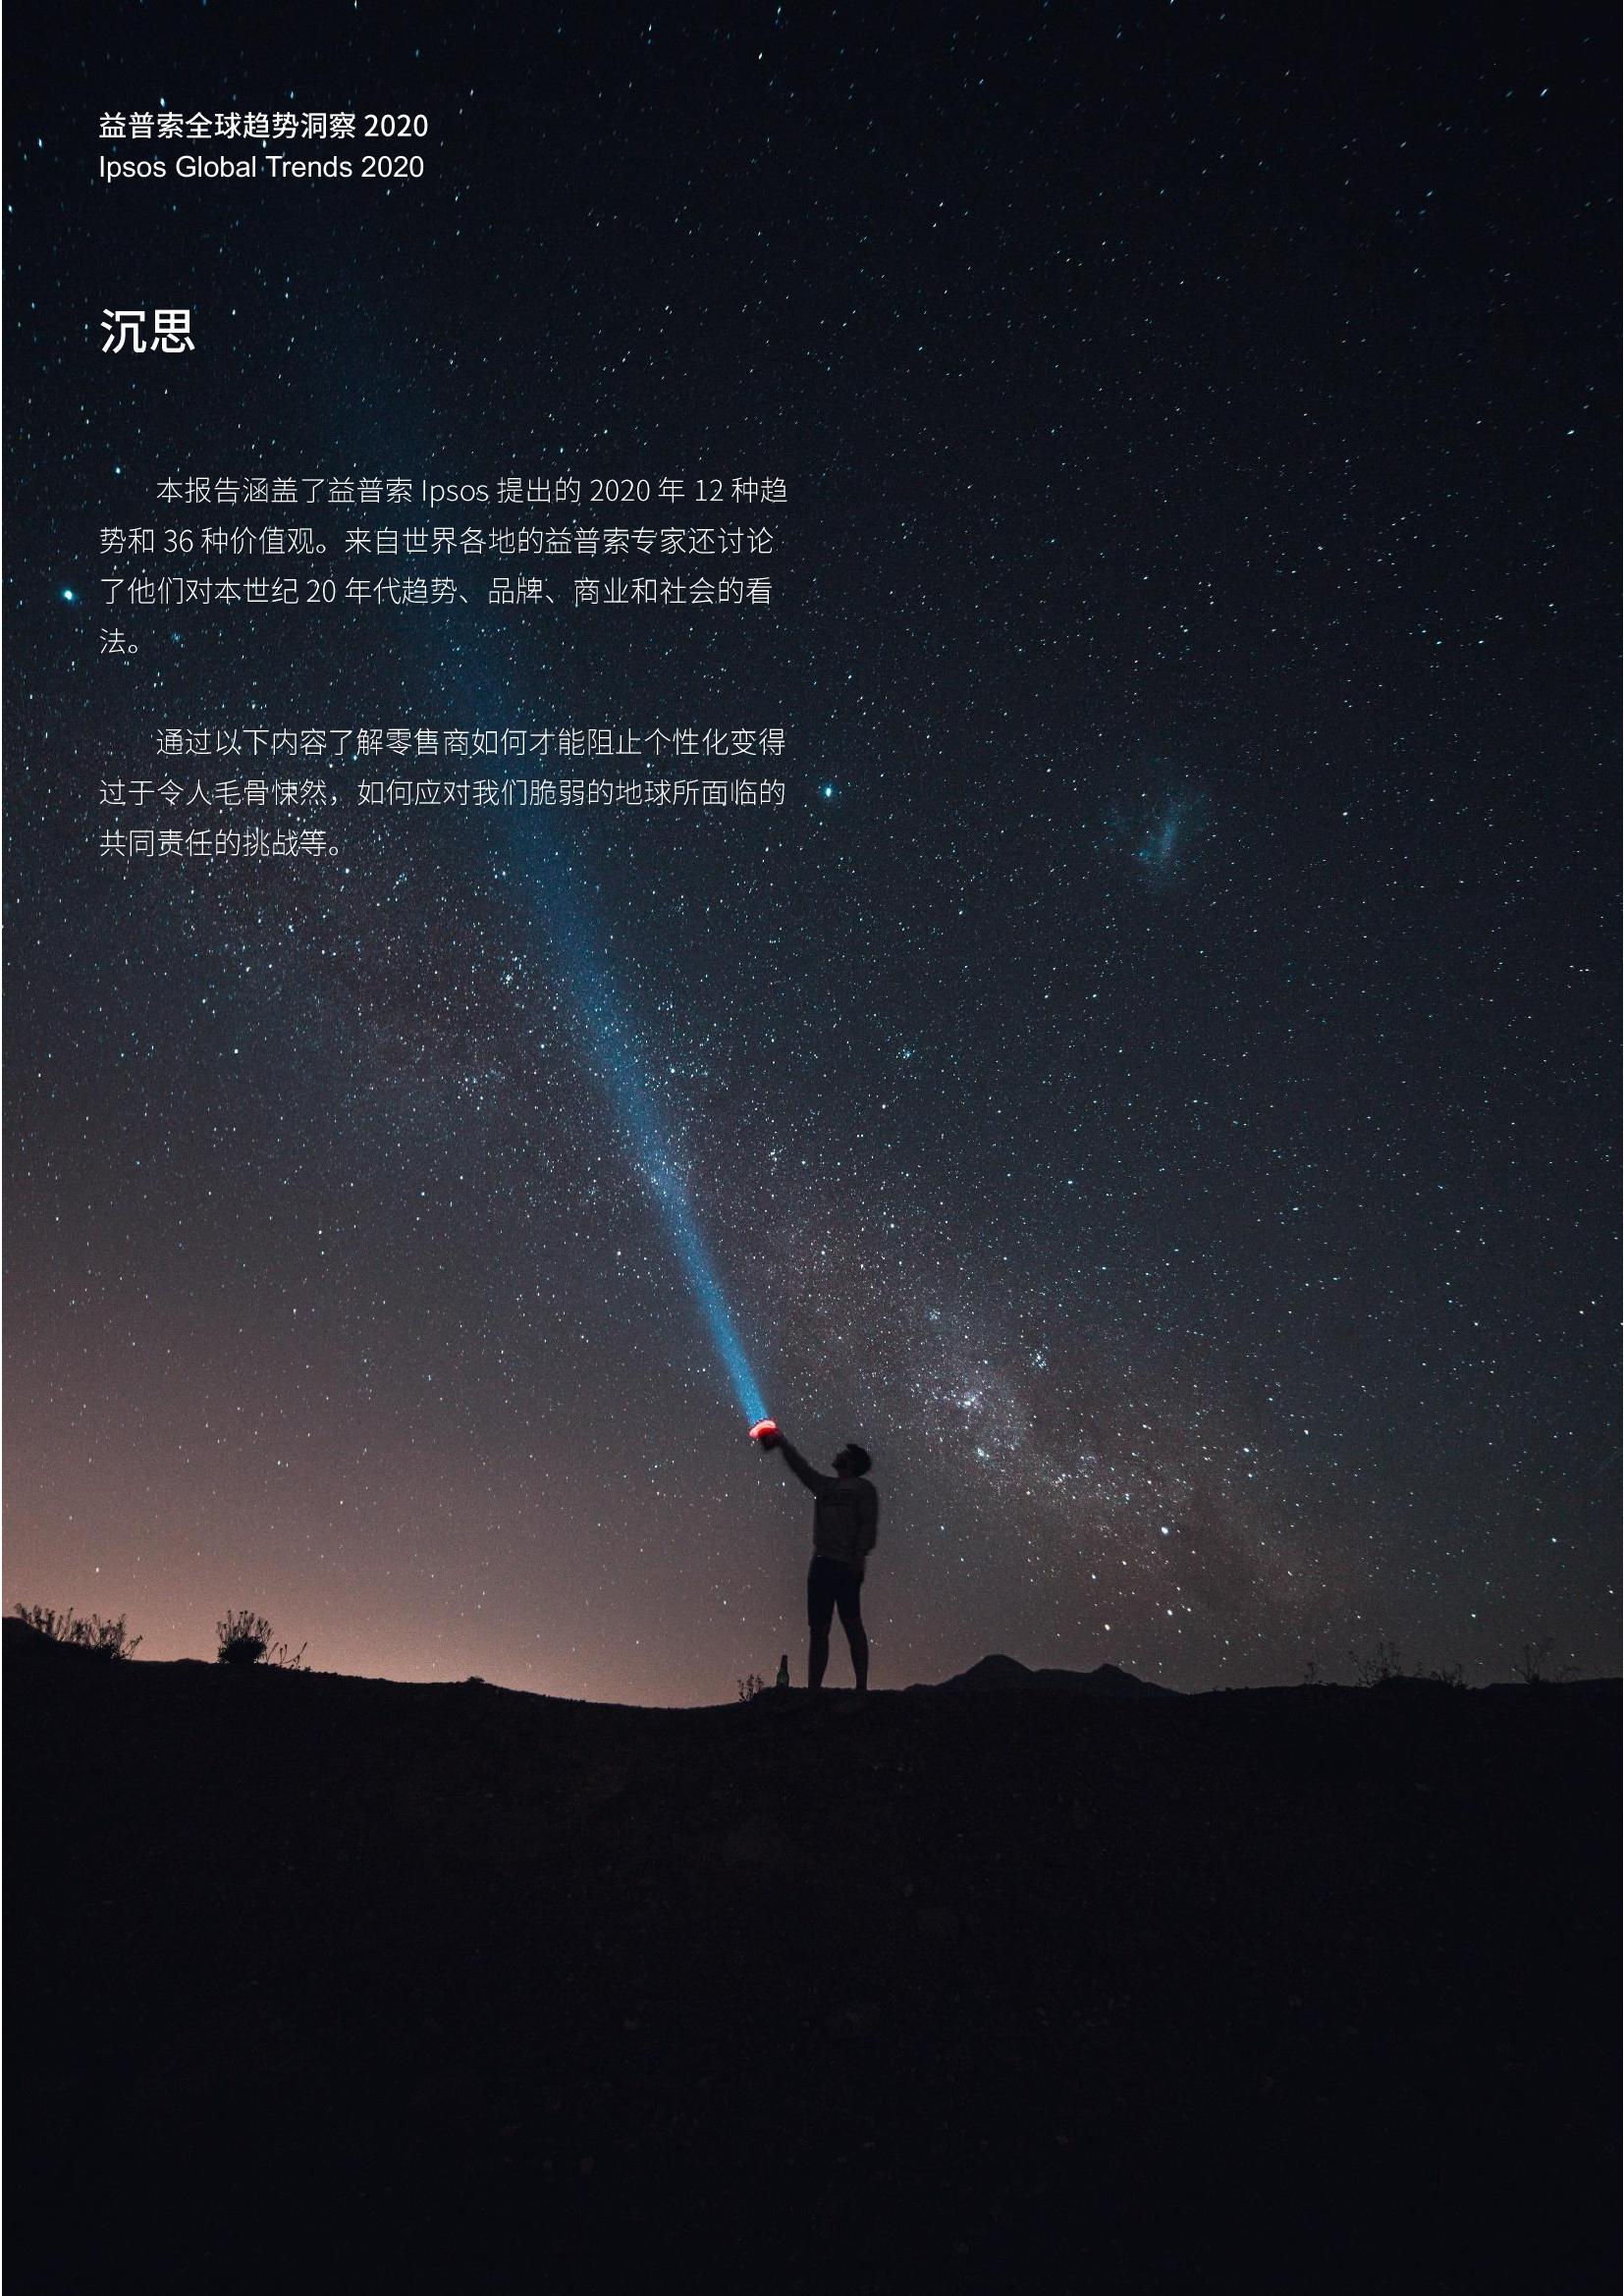 益普索全球趋势洞察 2020
Ipsos Global Trends 2020
沉思
本报告涵盖了益普索 Ipsos 提出的 2020 年 12 种趋
势和 36 种价值观。来自世界各地的益普索专家还讨论
了他们对本世纪 20 年代趋势、品牌、商业和社会的看
法。
通过以下内容了解零售商如何才能阻止个性化变得
过于令人毛骨悚然，如何应对我们脆弱的地球所面临的
共同责任的挑战等。